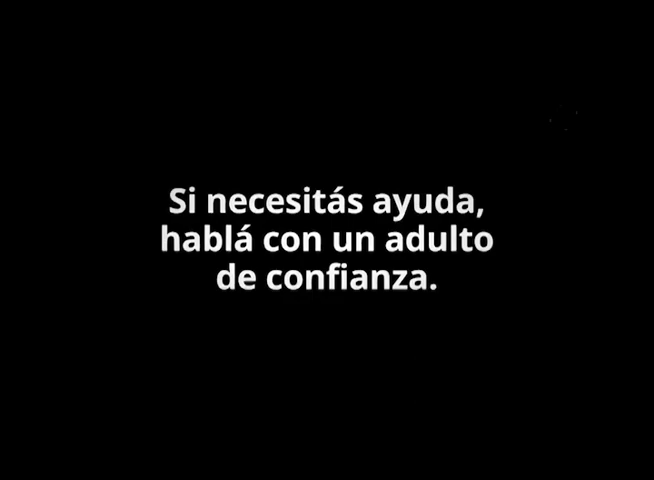 Si necesitás ayuda,
hablá con un adulto
de confianza.